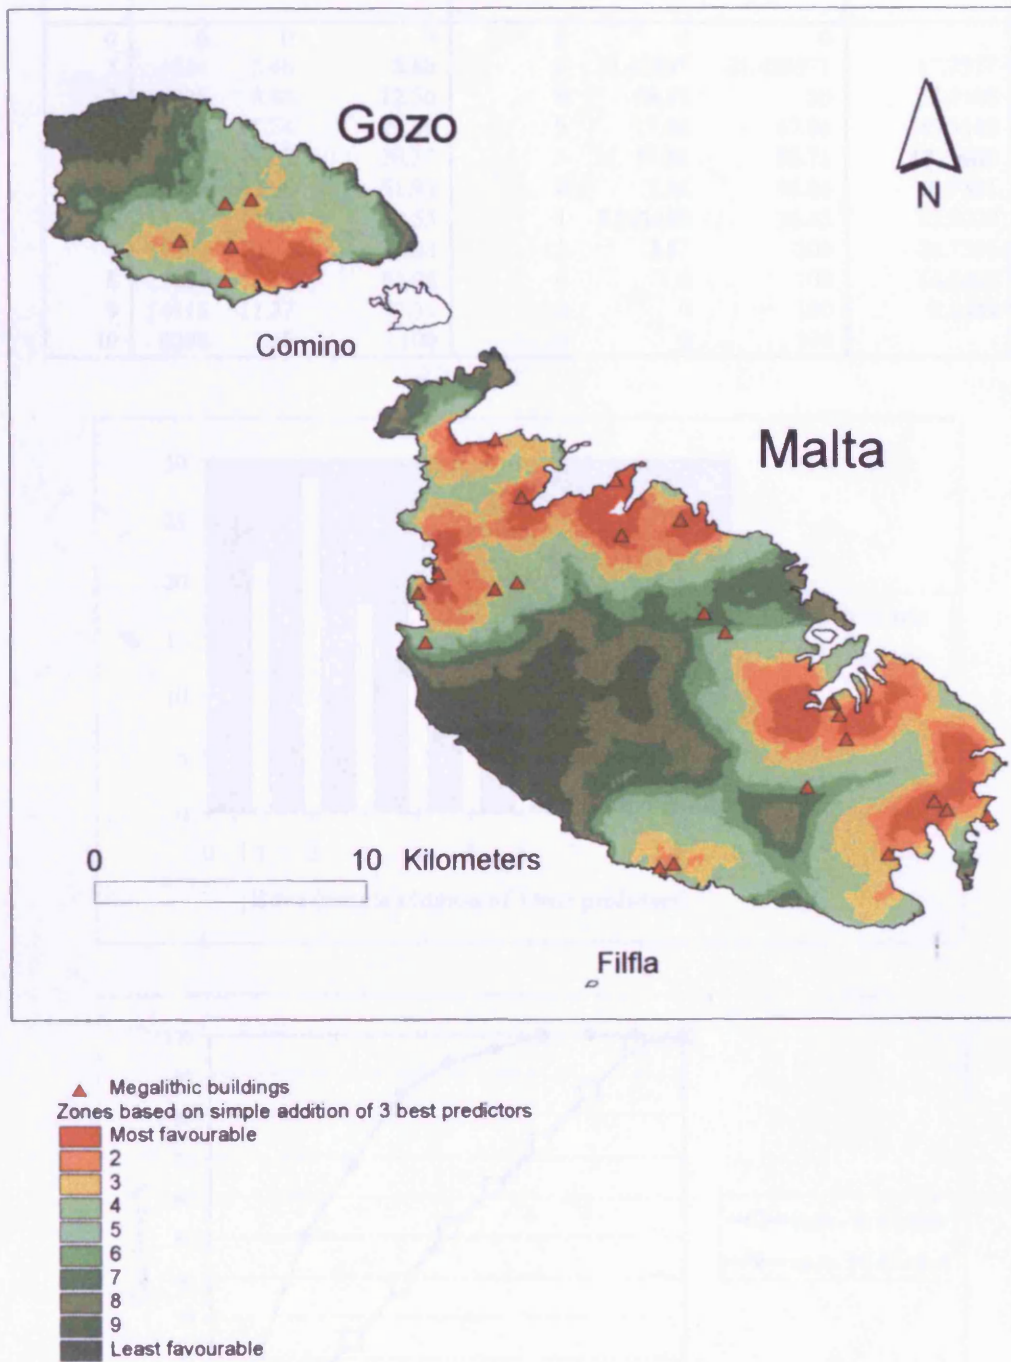 Gozo
N
Comino
Malta
0 10 Kilometers
Filfla
Megalithic buildings
Zones based on simple addition of 3 best predictors
Most favourable
2
3
4
5
6
7
8
9
Least favourable